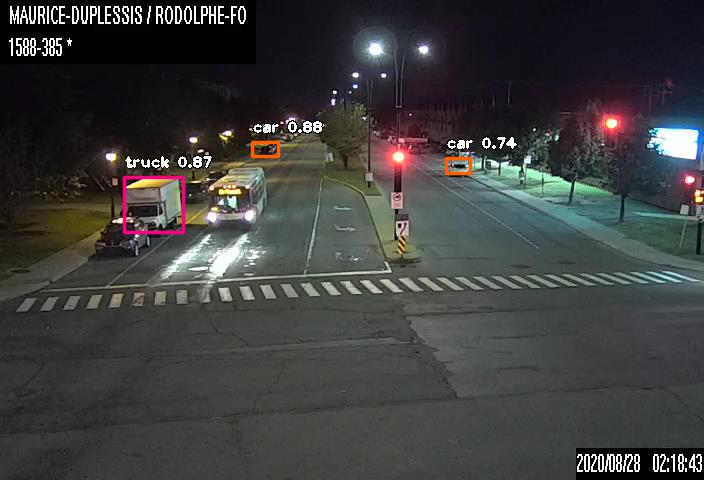 MAURICE-DUPLESSIS / RODOLPHE-FO
1588-385 *
car 0.88
car 0.74
truck 0.87
2020/08/28 02:18:43